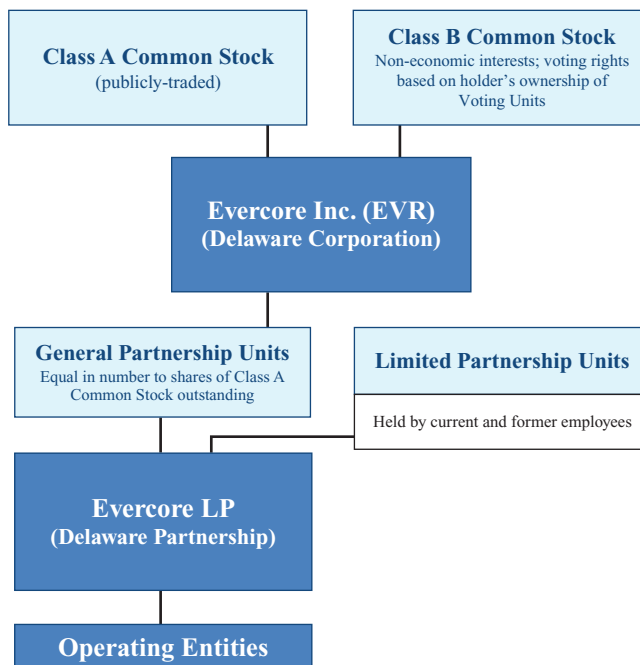 Class A Common Stock
(publicly-traded)
Class B Common Stock
Non-economic interests; voting rights
based on holder’s ownership of
Voting Units
Evercore Inc. (EVR)
(Delaware Corporation)
General Partnership Units
Equal in number to shares of Class A
Common Stock outstanding
Limited Partnership Units
Held by current and former employees
Evercore LP
(Delaware Partnership)
Operating Entities